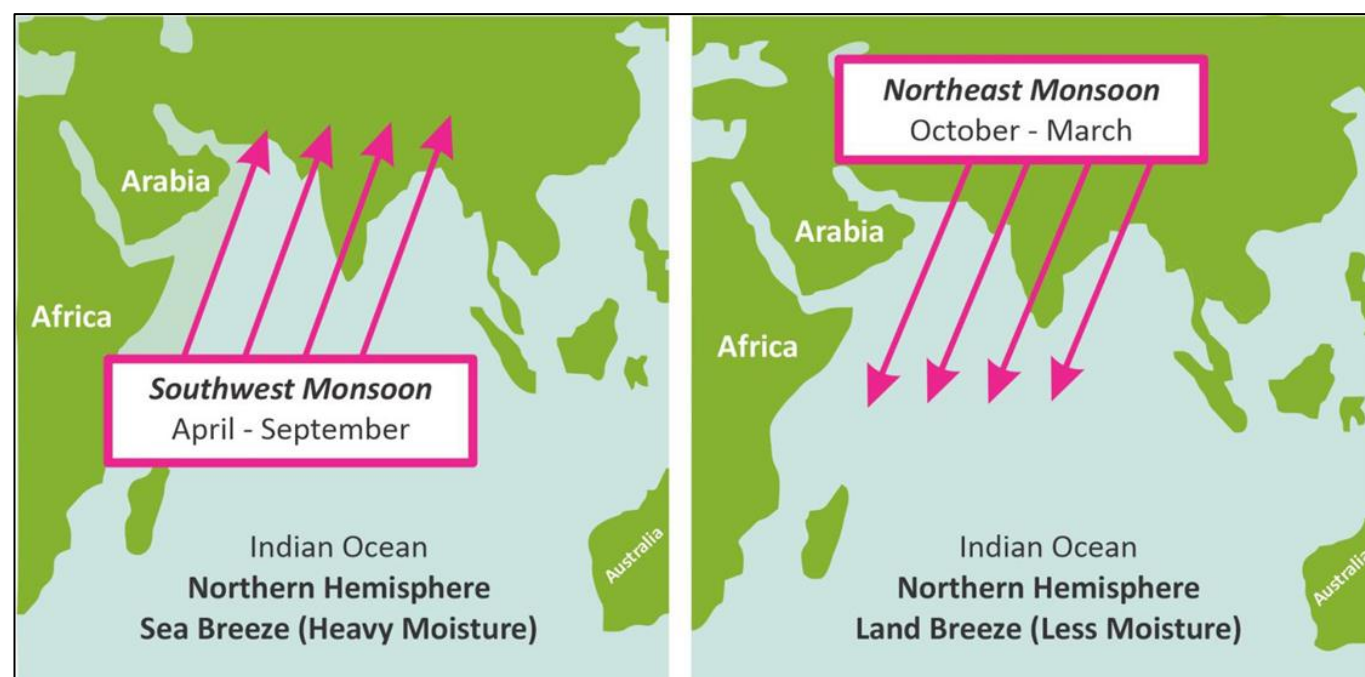 Arabia
Africa
Southwest Monsoon
April - September
Indian Ocean
Northern Hemisphere
Sea Breeze (Heavy Moisture)
Australia
Northeast Monsoon
October - March
Arabia
Africa
Indian Ocean
Northern Hemisphere
Land Breeze (Less Moisture)
Australia